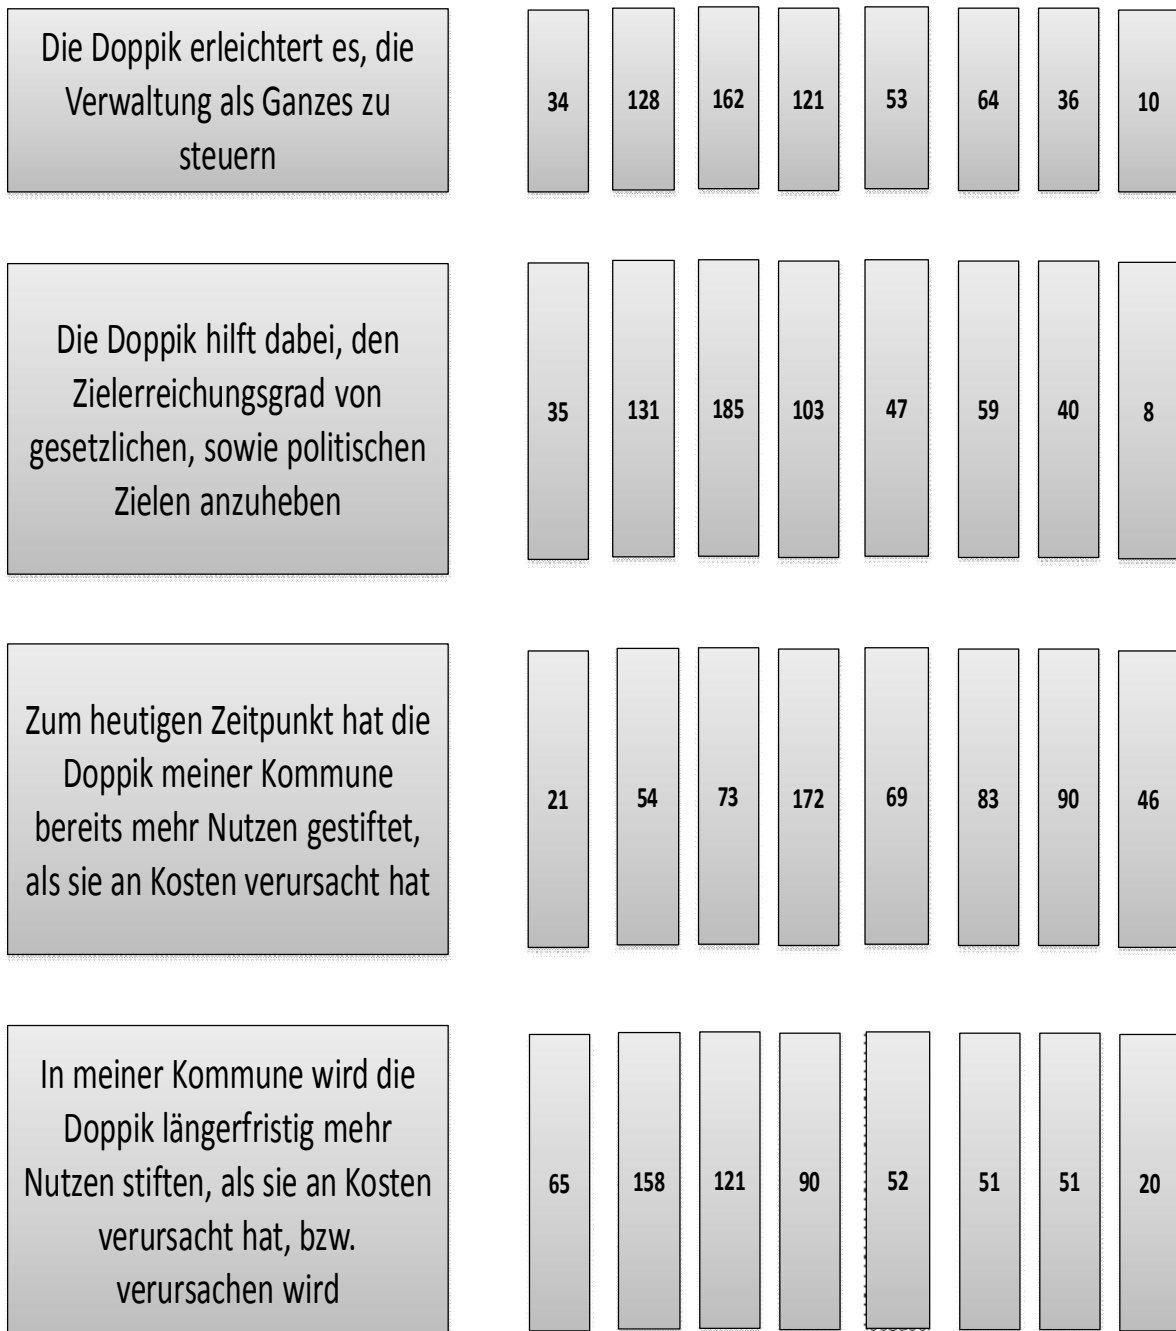 Die Doppik erleichtert es, die
Verwaltung als Ganzes zu
steuern
34 128 162 121 53 64 36 10
Die Doppik hilft dabei, den
Zielerreichungsgrad von
gesetzlichen, sowie politischen
Zielen anzuheben
35 131 185 103 47 59 40 8
Zum heutigen Zeitpunkt hat die
Doppik meiner Kommune
bereits mehr Nutzen gestiftet,
als sie an Kosten verursacht hat
21 54 73 172 69 83 90 46
In meiner Kommune wird die
Doppik längerfristig mehr
Nutzen stiften, als sie an Kosten
verursacht hat, bzw.
verursachen wird
65 158 121 90 52 51 51 20